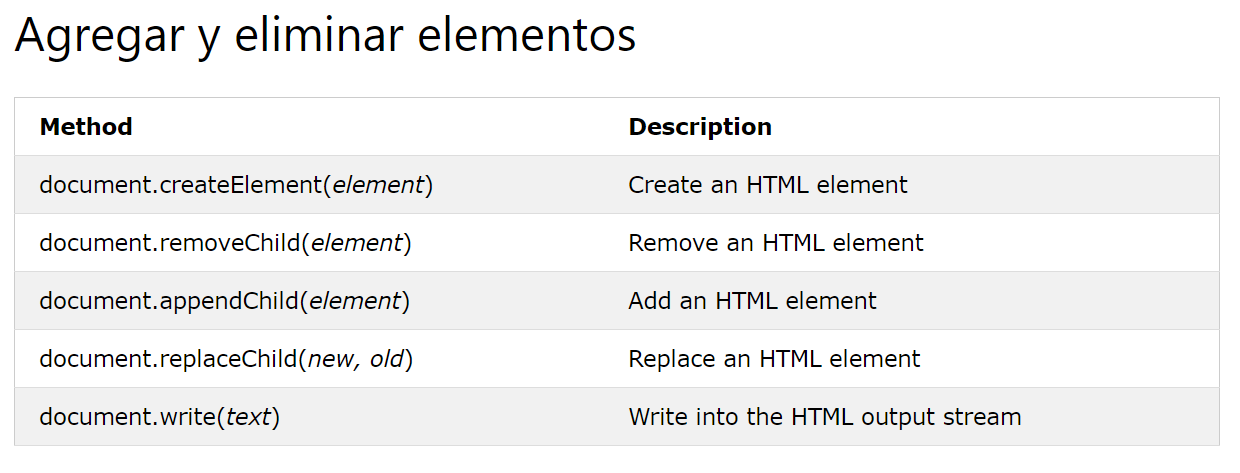 Agregar y eliminar elementos
Method Description
document.createElement(element) Create an HTML element
document.removeChild(element) Remove an HTML element
document.appendChild(element) Add an HTML element
document.replaceChild(new, old) Replace an HTML element
document.write(text) Write into the HTML output stream